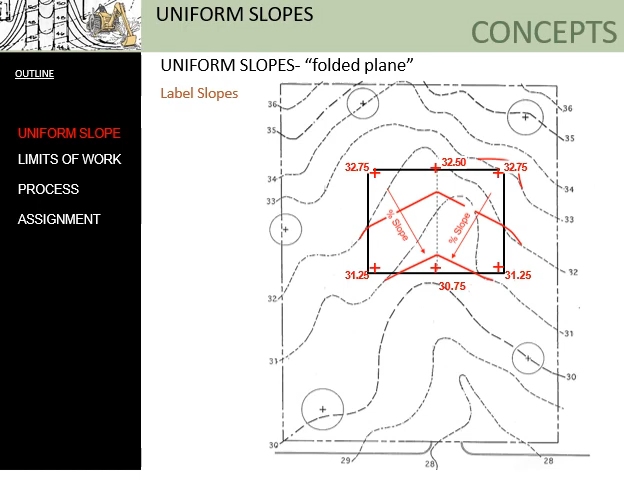 UNIFORM SLOPES
CONCEPTS
OUTLINE
UNIFORM SLOPE
LIMITS OF WORK
PROCESS
ASSIGNMENT
UNIFORM SLOPES- “folded plane”
Label Slopes
36
36
35
35
34
34
33
33
32.75
32.50
32.75
% Slope
% Slope
31.25
30.75
31.25
32
32
31
31
30
30
29
28
28